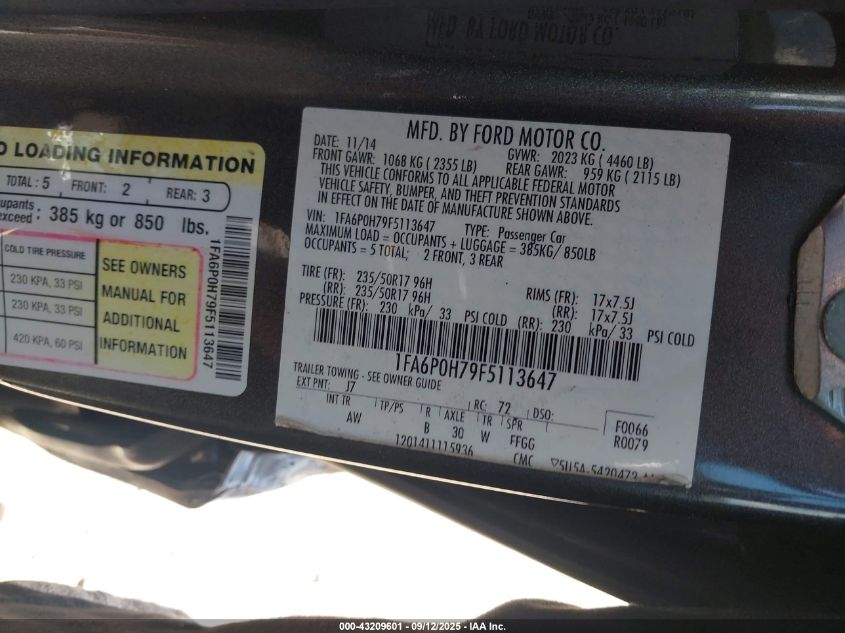 MFD. BY FORD MOTOR CO.
O LOADING INFORMATION
TOTAL: 5 FRONT: 2 REAR: 3
upants
exceed: 385 kg or 850 lbs.
COLD TIRE PRESSURE
230 KPA, 33 PSI
230 KPA, 33 PSI
420 KPA, 60 PSI
SEE OWNERS
MANUAL FOR
ADDITIONAL
INFORMATION
1FA6P0H79F5113647
MFD. BY FORD MOTOR CO.
DATE: 11/14 GVWR: 2023 KG ( 4460 LB)
FRONT GAWR: 1068 KG ( 2355 LB) REAR GAWR: 959 KG ( 2115 LB)
THIS VEHICLE CONFORMS TO ALL APPLICABLE FEDERAL MOTOR
VEHICLE SAFETY, BUMPER, AND THEFT PREVENTION STANDARDS
IN EFFECT ON THE DATE OF MANUFACTURE SHOWN ABOVE.
VIN: 1FA6P0H79F5113647 TYPE: Passenger Car
MAXIMUM LOAD = OCCUPANTS + LUGGAGE = 385KG/ 850LB
OCCUPANTS = 5 TOTAL; 2 FRONT, 3 REAR
TIRE (FR): 235/50R17 96H RIMS (FR): 17x7.5J
(RR): 235/50R17 96H (RR): 17x7.5J
PRESSURE (FR): 230 kPa/ 33 PSI COLD (RR): 230 kPa/ 33 PSI COLD
1FA6P0H79F5113647
TRAILER TOWING - SEE OWNER GUIDE
EXT PNT: J7 RC: 72 DSO:
INT TR TP/PS R AXLE TR SPR F0066
AW B 30 W FFGG R0079
1201411115936 CMC
000-43209601 - 09/12/2025 - IAA Inc.